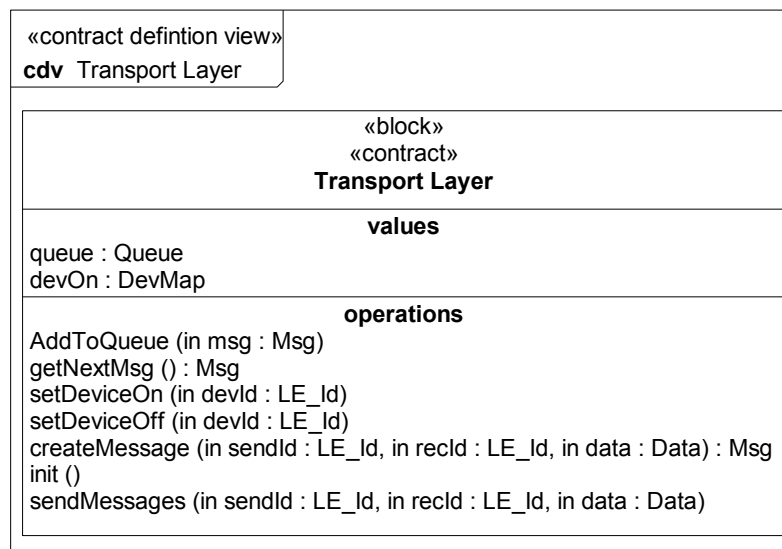 «contract defintion view»
cdv Transport Layer
«block»
«contract»
Transport Layer
values
queue : Queue
devOn : DevMap
operations
AddToQueue (in msg : Msg)
getNextMsg () : Msg
setDeviceOn (in devId : LE_Id)
setDeviceOff (in devId : LE_Id)
createMessage (in sendId : LE_Id, in recId : LE_Id, in data : Data) : Msg
init ()
sendMessages (in sendId : LE_Id, in recId : LE_Id, in data : Data)